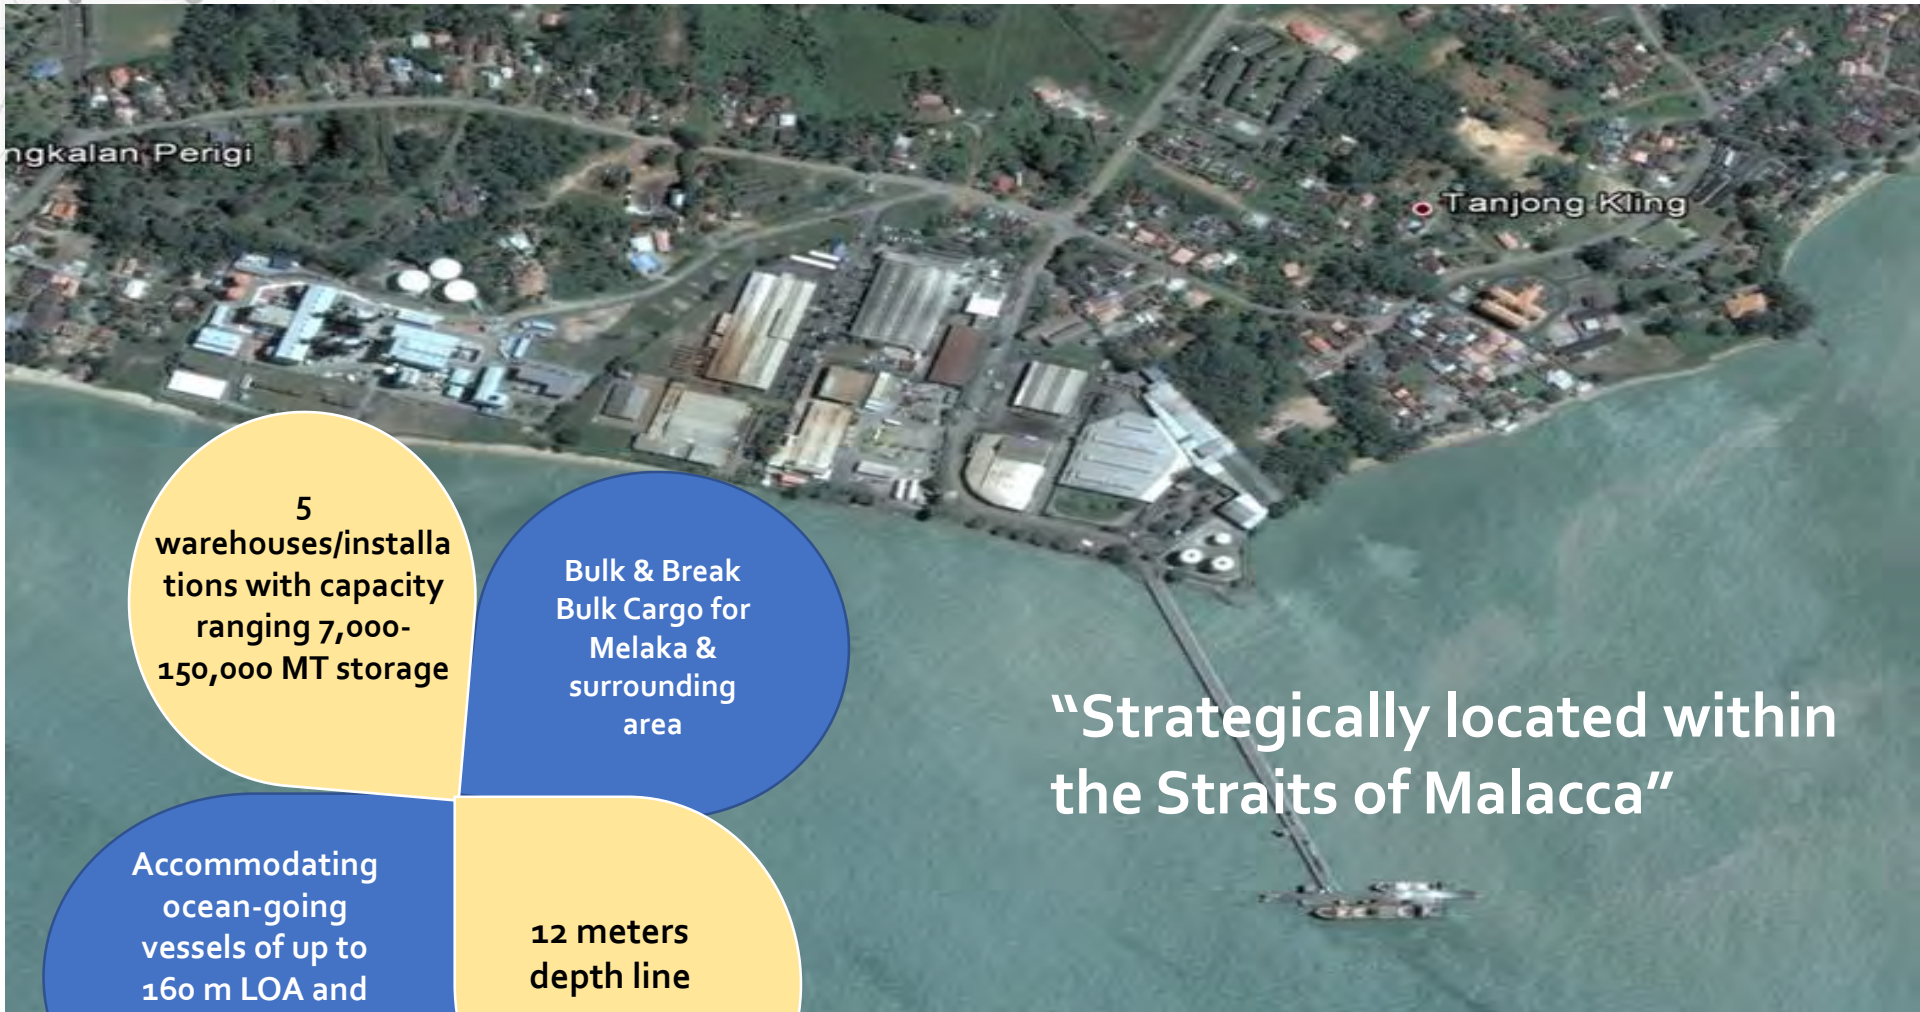 ngkalan Perigi
Tanjong Kling
5
warehouses/installa
tions with capacity
ranging 7,000-
150,000 MT storage
Bulk & Break
Bulk Cargo for
Melaka &
surrounding
area
"Strategically located within
the Straits of Malacca"
Accommodating
ocean-going
vessels of up to
160 m LOA and
12 meters
depth line